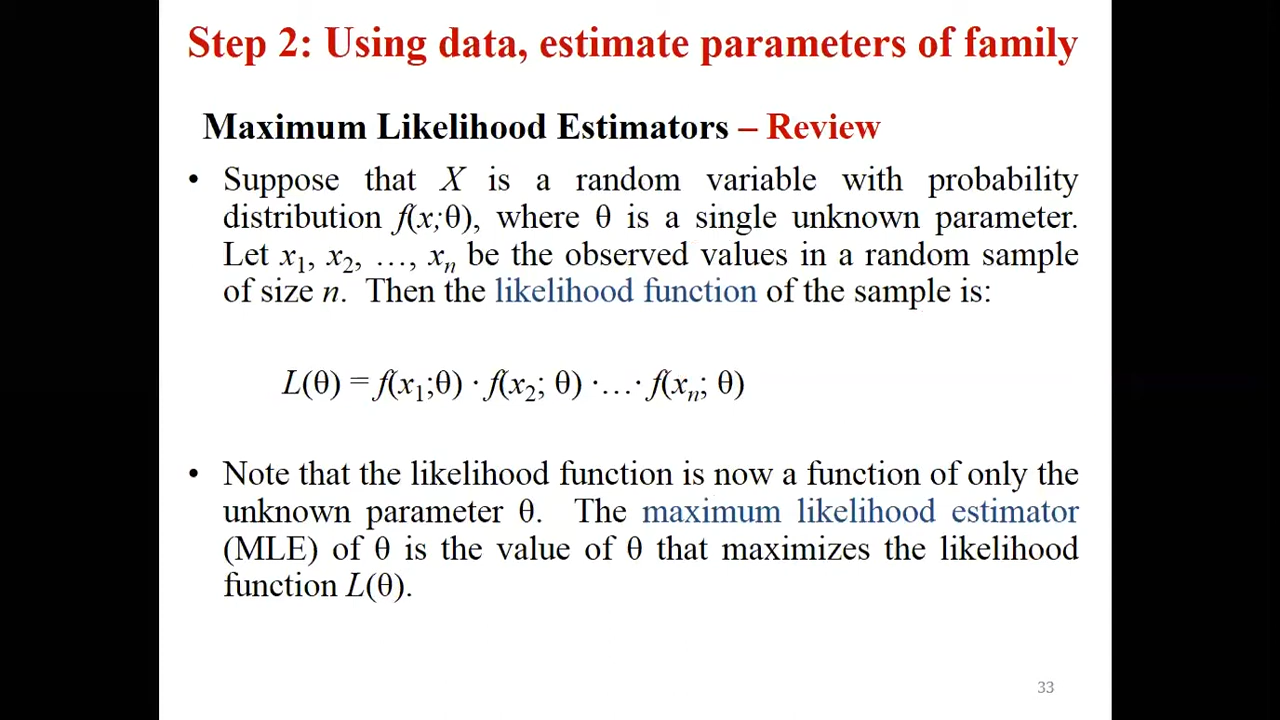 Step 2: Using data, estimate parameters of family
Maximum Likelihood Estimators – Review
• Suppose that X is a random variable with probability
distribution f(x;θ), where θ is a single unknown parameter.
Let x₁, x₂, …, xₙ be the observed values in a random sample
of size n. Then the likelihood function of the sample is:
L(θ) = f(x₁;θ) · f(x₂; θ) ·…· f(xₙ; θ)
• Note that the likelihood function is now a function of only the
unknown parameter θ. The maximum likelihood estimator
(MLE) of θ is the value of θ that maximizes the likelihood
function L(θ).
33